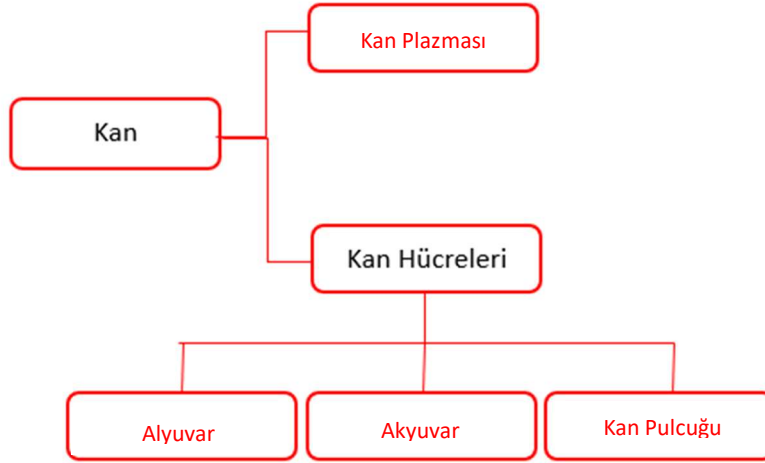 Kan Plazması
Kan
Kan Hücreleri
Alyuvar
Akyuvar
Kan Pulcuğu